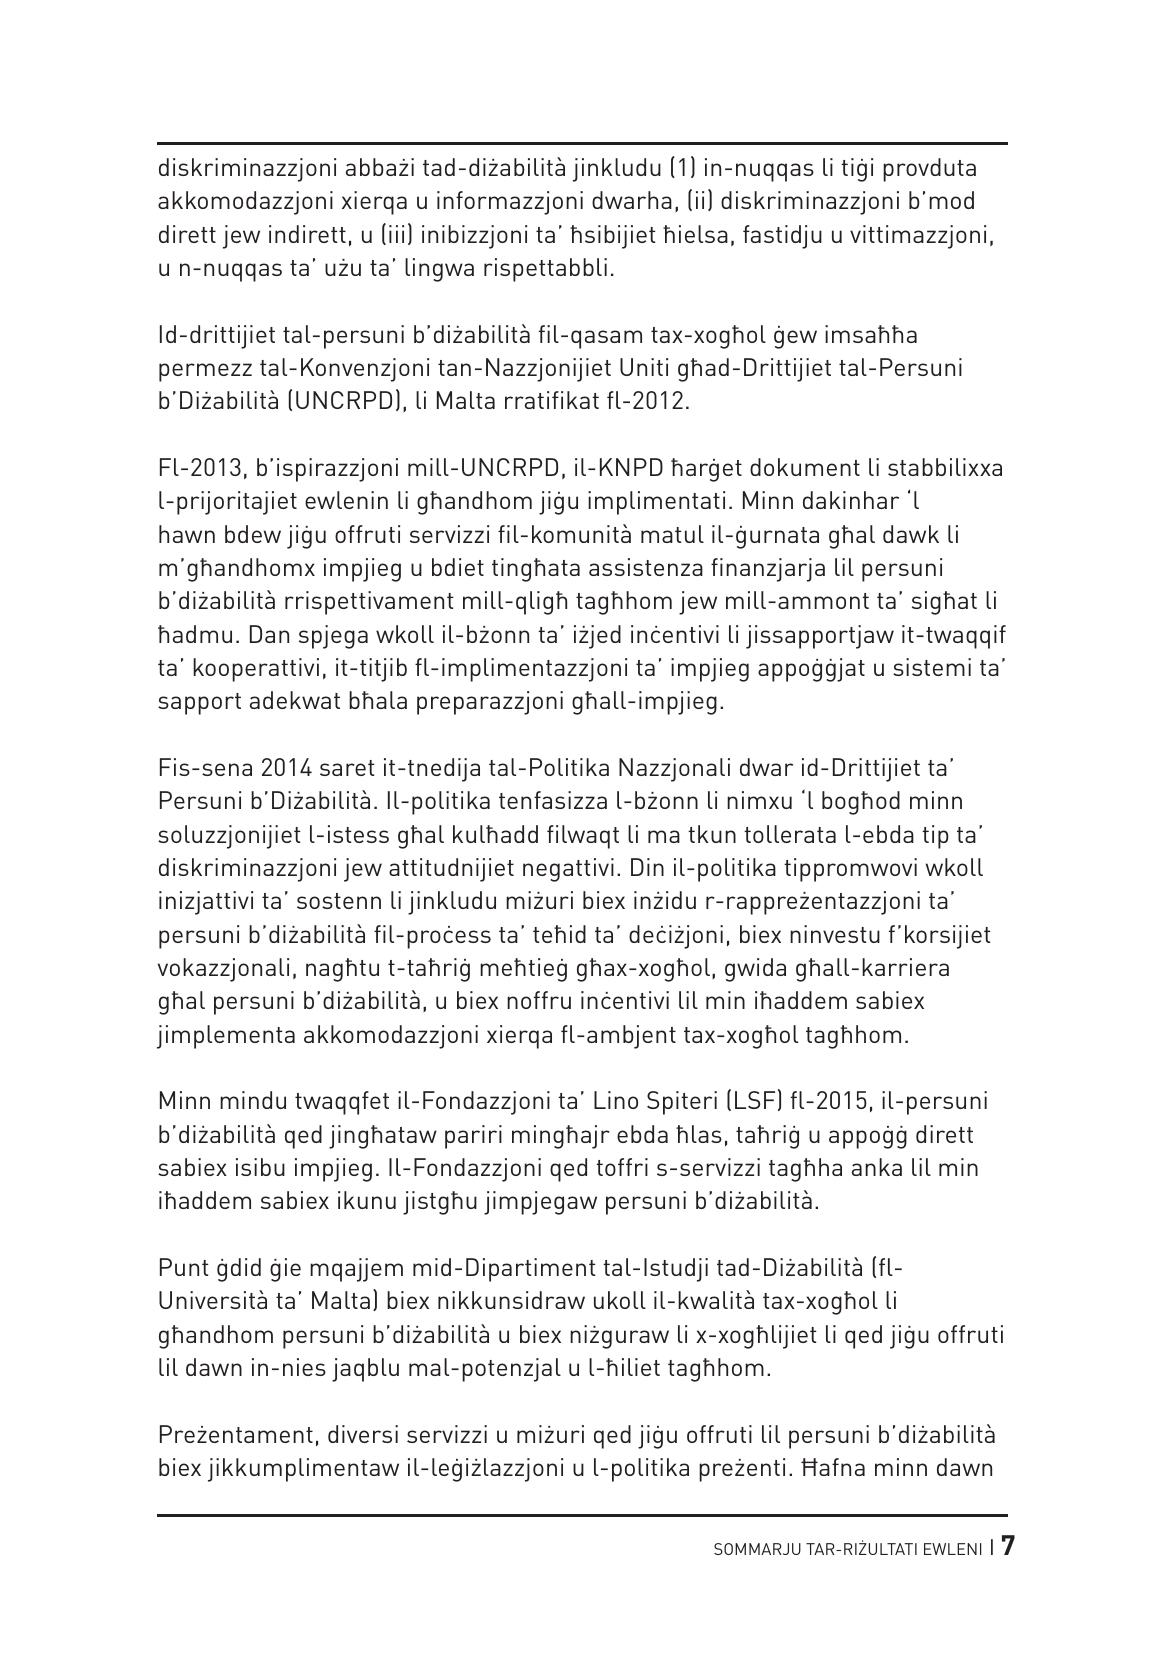 diskriminazzjoni abbażi tad-diżabilità jinkludu (1) in-nuqqas li tiġi provduta
akkomodazzjoni xierqa u informazzjoni dwarha, (ii) diskriminazzjoni b’mod
dirett jew indirett, u (iii) inibizzjoni ta’ ħsibijiet ħielsa, fastidju u vittimazzjoni,
u n-nuqqas ta’ użu ta’ lingwa rispettabbli.
Id-drittijiet tal-persuni b’diżabilità fil-qasam tax-xogħol ġew imsaħħa
permezz tal-Konvenzjoni tan-Nazzjonijiet Uniti għad-Drittijiet tal-Persuni
b’Diżabilità (UNCRPD), li Malta rratifikat fl-2012.
Fl-2013, b’ispirazzjoni mill-UNCRPD, il-KNPD ħarġet dokument li stabbilixxa
l-prijoritajiet ewlenin li għandhom jiġu implimentati. Minn dakinhar ‘l
hawn bdew jiġu offruti servizzi fil-komunità matul il-ġurnata għal dawk li
m’għandhomx impjieg u bdiet tingħata assistenza finanzjarja lil persuni
b’diżabilità rrispettivament mill-qligħ tagħhom jew mill-ammont ta’ sigħat li
ħadmu. Dan spjega wkoll il-bżonn ta’ iżjed inċentivi li jissapportjaw it-twaqqif
ta’ kooperattivi, it-titjib fl-implimentazzjoni ta’ impjieg appoġġjat u sistemi ta’
sapport adekwat bħala preparazzjoni għall-impjieg.
Fis-sena 2014 saret it-tnedija tal-Politika Nazzjonali dwar id-Drittijiet ta’
Persuni b’Diżabilità. Il-politika tenfasizza l-bżonn li nimxu ‘l bogħod minn
soluzzjonijiet l-istess għal kulħadd filwaqt li ma tkun tollerata l-ebda tip ta’
diskriminazzjoni jew attitudnijiet negattivi. Din il-politika tippromwovi wkoll
inizjattivi ta’ sostenn li jinkludu miżuri biex inżidu r-rappreżentazzjoni ta’
persuni b’diżabilità fil-proċess ta’ teħid ta’ deċiżjoni, biex ninvestu f’korsijiet
vokazzjonali, nagħtu t-taħriġ meħtieġ għax-xogħol, gwida għall-karriera
għal persuni b’diżabilità, u biex noffru inċentivi lil min iħaddem sabiex
jimplementa akkomodazzjoni xierqa fl-ambjent tax-xogħol tagħhom.
Minn mindu twaqqfet il-Fondazzjoni ta’ Lino Spiteri (LSF) fl-2015, il-persuni
b’diżabilità qed jingħataw pariri mingħajr ebda ħlas, taħriġ u appoġġ dirett
sabiex isibu impjieg. Il-Fondazzjoni qed toffri s-servizzi tagħha anka lil min
iħaddem sabiex ikunu jistgħu jimpjegaw persuni b’diżabilità.
Punt ġdid ġie mqajjem mid-Dipartiment tal-Istudji tad-Diżabilità (fl-
Università ta’ Malta) biex nikkunsidraw ukoll il-kwalità tax-xogħol li
għandhom persuni b’diżabilità u biex niżguraw li x-xogħlijiet li qed jiġu offruti
lil dawn in-nies jaqblu mal-potenzjal u l-ħiliet tagħhom.
Preżentament, diversi servizzi u miżuri qed jiġu offruti lil persuni b’diżabilità
biex jikkumplimentaw il-leġiżlazzjoni u l-politika preżenti. Ħafna minn dawn
SOMMARJU TAR-RIŻULTATI EWLENI | 7